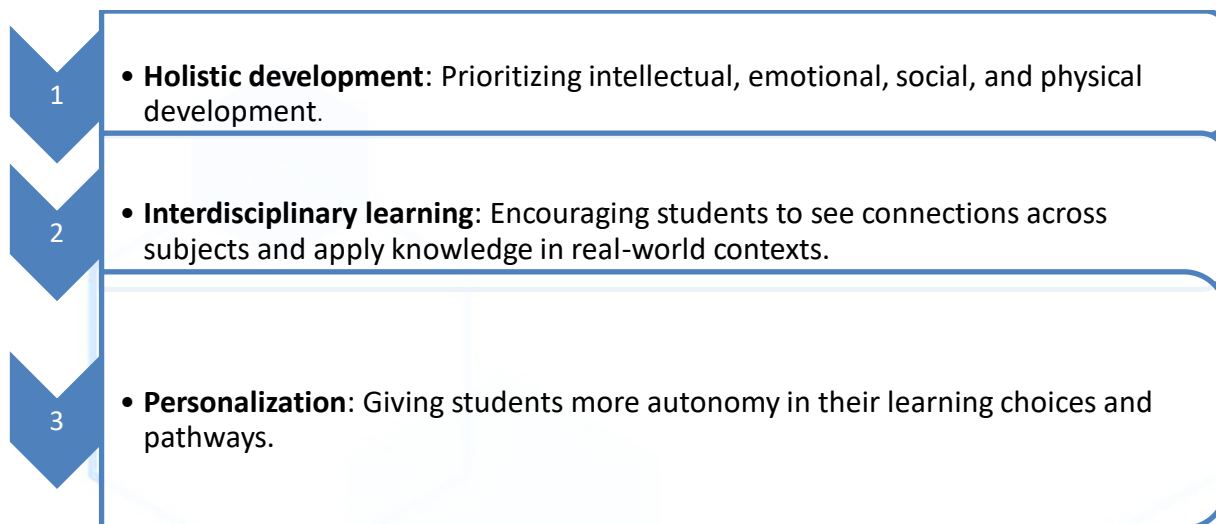 1
• Holistic development: Prioritizing intellectual, emotional, social, and physical
development.
2
• Interdisciplinary learning: Encouraging students to see connections across
subjects and apply knowledge in real-world contexts.
3
• Personalization: Giving students more autonomy in their learning choices and
pathways.